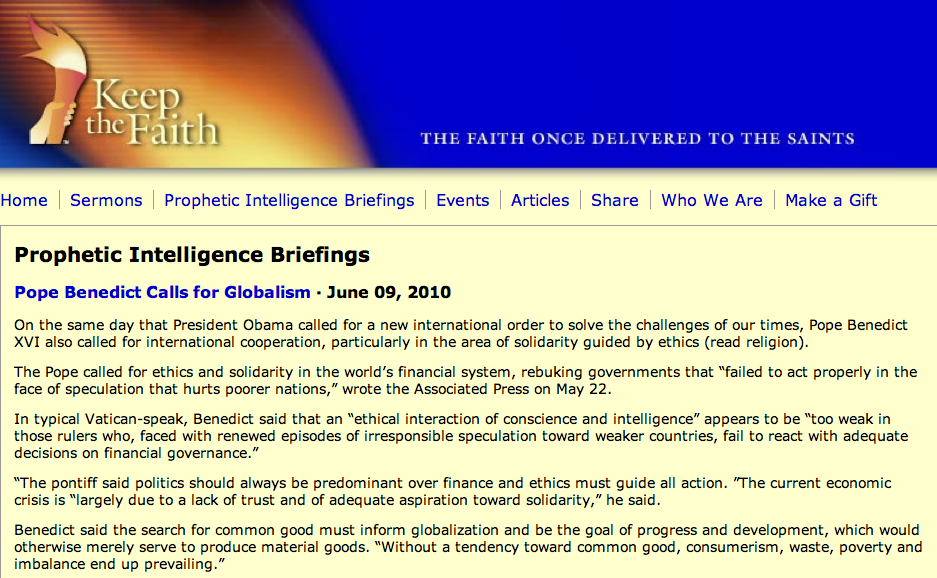 Keep
the Faith
THE FAITH ONCE DELIVERED TO THE SAINTS
Home | Sermons | Prophetic Intelligence Briefings | Events | Articles | Share | Who We Are | Make a Gift
Prophetic Intelligence Briefings
Pope Benedict Calls for Globalism · June 09, 2010
On the same day that President Obama called for a new international order to solve the challenges of our times, Pope Benedict
XVI also called for international cooperation, particularly in the area of solidarity guided by ethics (read religion).
The Pope called for ethics and solidarity in the world’s financial system, rebuking governments that “failed to act properly in the
face of speculation that hurts poorer nations,” wrote the Associated Press on May 22.
In typical Vatican-speak, Benedict said that an “ethical interaction of conscience and intelligence” appears to be “too weak in
those rulers who, faced with renewed episodes of irresponsible speculation toward weaker countries, fail to react with adequate
decisions on financial governance.”
“The pontiff said politics should always be predominant over finance and ethics must guide all action. ”The current economic
crisis is “largely due to a lack of trust and of adequate aspiration toward solidarity,” he said.
Benedict said the search for common good must inform globalization and be the goal of progress and development, which would
otherwise merely serve to produce material goods. “Without a tendency toward common good, consumerism, waste, poverty and
imbalance end up prevailing.”